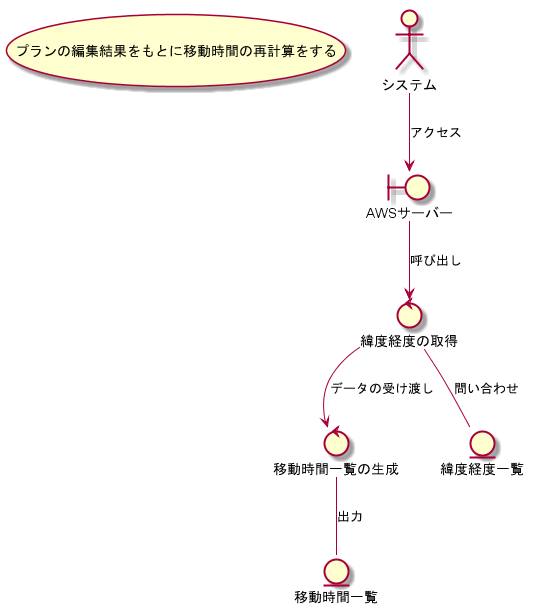 プランの編集結果をもとに移動時間の再計算をする
システム
アクセス
AWSサーバー
呼び出し
緯度経度の取得
データの受け渡し
問い合わせ
移動時間一覧の生成
緯度経度一覧
出力
移動時間一覧